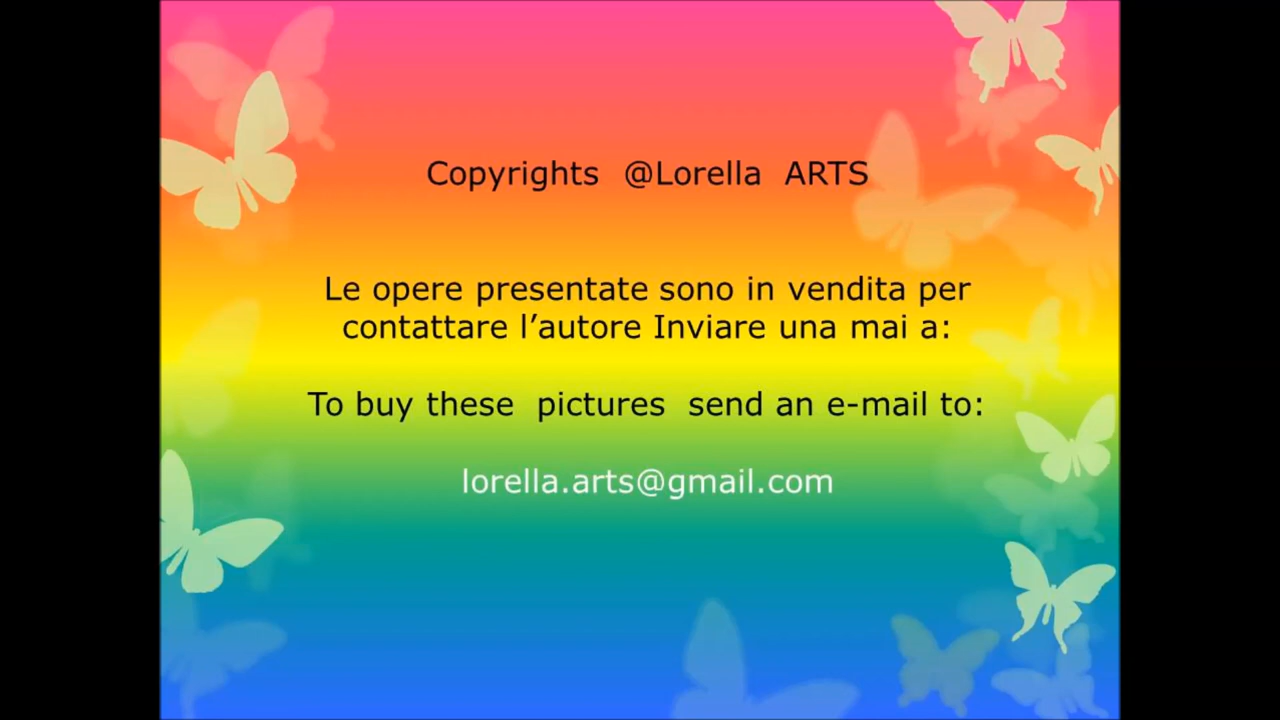 Copyrights @Lorella ARTS
Le opere presentate sono in vendita per
contattare l’autore Inviare una mai a:
To buy these pictures send an e-mail to:
lorella.arts@gmail.com